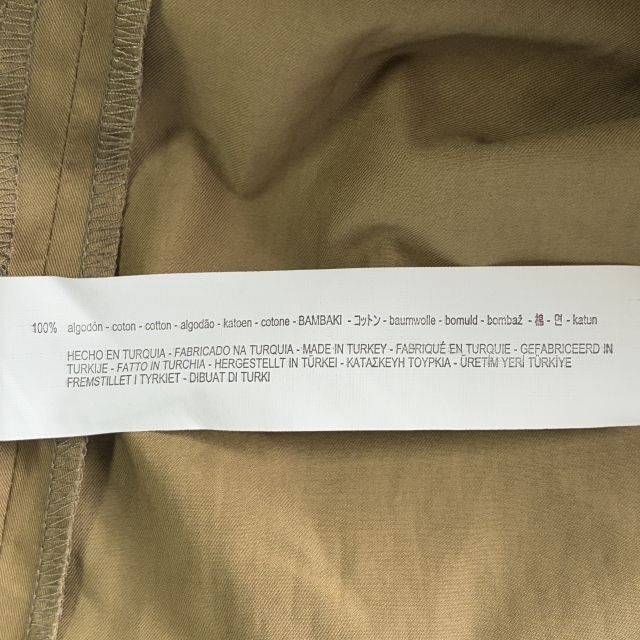 100% algodón - coton - cotton - algodão - katoen - cotone - BAMBAKI - コットン - baumwolle - bomuld - bombaž - 棉 - 면 - katun
HECHO EN TURQUIA - FABRICADO NA TURQUIA - MADE IN TURKEY - FABRIQUÉ EN TURQUIE - GEFABRICEERD IN
TURKIJE - FATTO IN TURCHIA - HERGESTELLT IN TÜRKEI - ΚΑΤΑΣΚΕΥΗ ΤΟΥΡΚΙΑ - ÜRETİM YERİ TÜRKİYE
FREMSTILLET I TYRKIET - DIBUAT DI TURKI